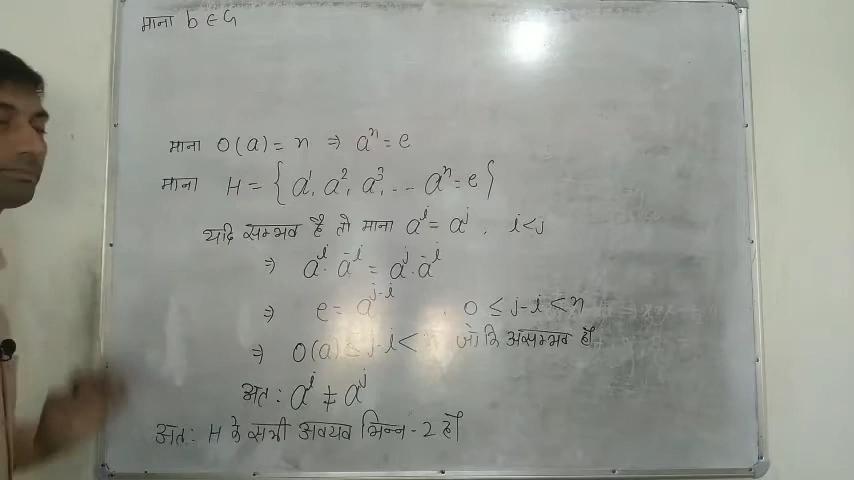 माना b ∈ G
माना O(a) = n ⇒ aⁿ = e
माना H = { a¹, a², a³, ... aⁿ = e }
यदि सम्भव है तो माना aⁱ = aʲ , i < j
⇒ aⁱ · a⁻ⁱ = aʲ · a⁻ⁱ
⇒ e = aʲ⁻ⁱ , 0 ≤ j-i < n
⇒ O(a) ≤ j-i < n जो कि असम्भव है
अतः aⁱ ≠ aʲ
अतः H के सभी अवयव भिन्न-2 है